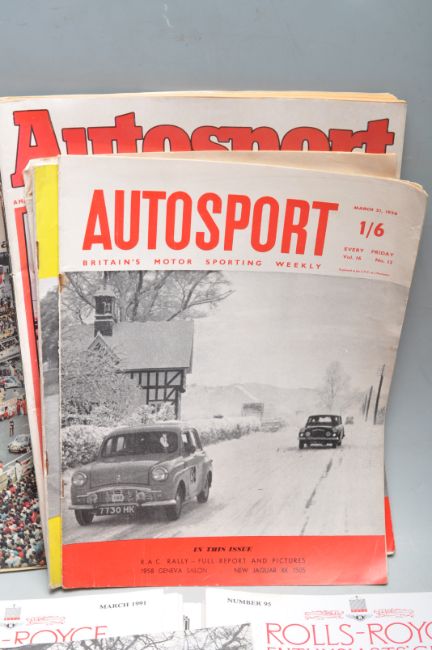 Autosport
AUTOSPORT
MARCH 21, 1958
1/6
EVERY FRIDAY
Vol. 16 No. 12
BRITAIN'S MOTOR SPORTING WEEKLY
7730 HK
IN THIS ISSUE
R.A.C. RALLY – FULL REPORT AND PICTURES
1958 GENEVA SALON · NEW JAGUAR XK 150S
MARCH 1991
NUMBER 95
-ROYCE
ROLLS-ROYC
ENTHUSIASTS' C